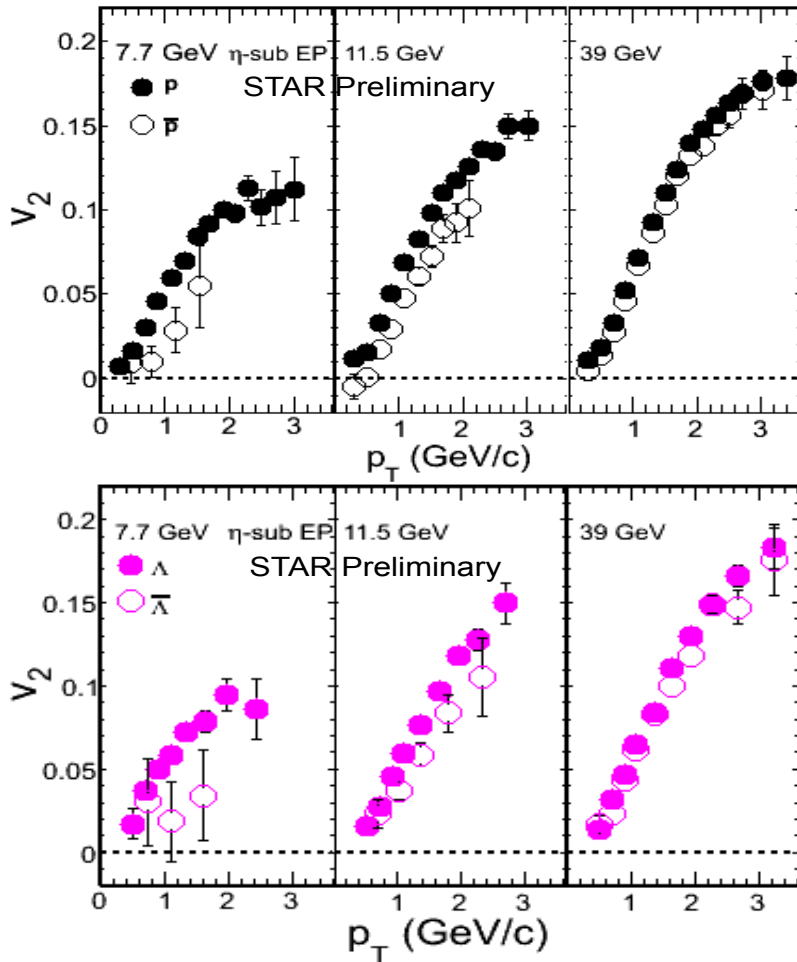 0.2
7.7 GeV η-sub EP
11.5 GeV
39 GeV
p
STAR Preliminary
p̅
0.15
v2
0.1
0.05
0
0 1 2 3 1 2 3 1 2 3
pT (GeV/c)
0.2
7.7 GeV η-sub EP
11.5 GeV
39 GeV
Λ
STAR Preliminary
Λ̅
0.15
v2
0.1
0.05
0
0 1 2 3 1 2 3 1 2 3
pT (GeV/c)